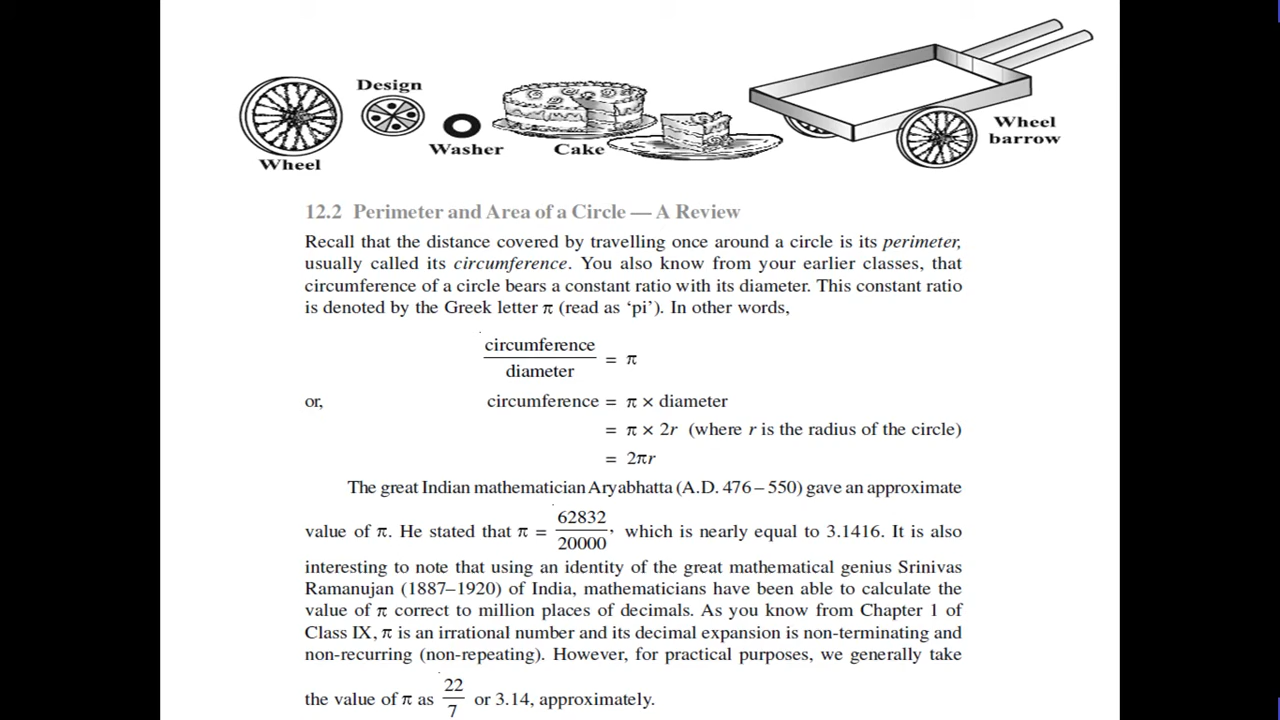 Design
Wheel
Washer
Cake
Wheel
barrow
12.2 Perimeter and Area of a Circle — A Review
Recall that the distance covered by travelling once around a circle is its perimeter,
usually called its circumference. You also know from your earlier classes, that
circumference of a circle bears a constant ratio with its diameter. This constant ratio
is denoted by the Greek letter π (read as ‘pi’). In other words,
circumference
diameter
= π
or, circumference = π × diameter
= π × 2r (where r is the radius of the circle)
= 2πr
The great Indian mathematician Aryabhatta (A.D. 476 – 550) gave an approximate
value of π. He stated that π = 62832/20000, which is nearly equal to 3.1416. It is also
interesting to note that using an identity of the great mathematical genius Srinivas
Ramanujan (1887–1920) of India, mathematicians have been able to calculate the
value of π correct to million places of decimals. As you know from Chapter 1 of
Class IX, π is an irrational number and its decimal expansion is non-terminating and
non-recurring (non-repeating). However, for practical purposes, we generally take
the value of π as 22/7 or 3.14, approximately.